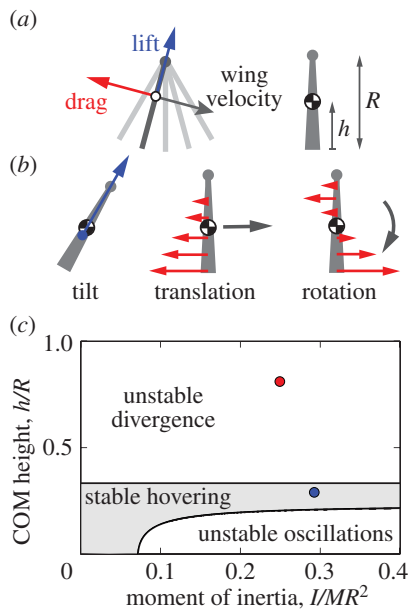 (a)
lift
drag
wing
velocity
R
h
(b)
tilt
translation
rotation
(c)
COM height, h/R
1.0
0.5
0
unstable
divergence
stable hovering
unstable oscillations
0.1
0.2
0.3
0.4
moment of inertia, I/MR²